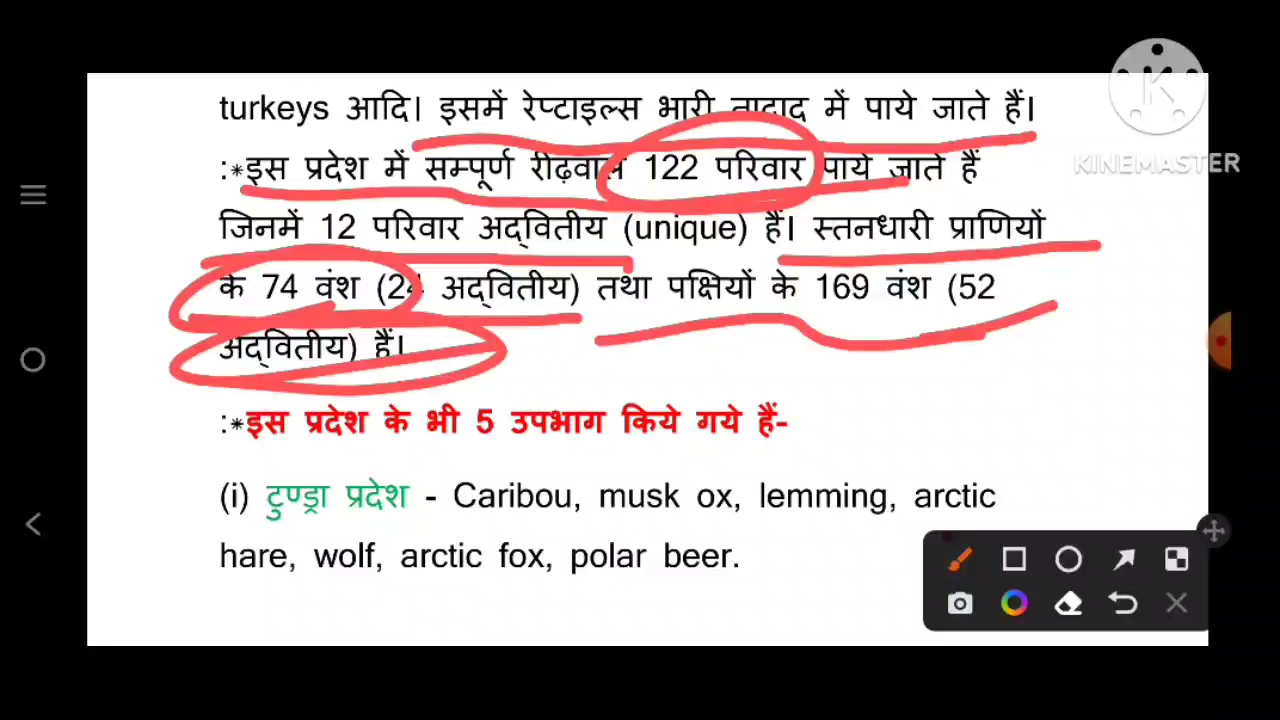 turkeys आदि। इसमें रेप्टाइल्स भारी तादाद में पाये जाते हैं।
:*इस प्रदेश में सम्पूर्ण रीढ़वाले 122 परिवार पाये जाते हैं
जिनमें 12 परिवार अद्वितीय (unique) हैं। स्तनधारी प्राणियों
के 74 वंश (24 अद्वितीय) तथा पक्षियों के 169 वंश (52
अद्वितीय) हैं।
:*इस प्रदेश के भी 5 उपभाग किये गये हैं-
(i) टुण्ड्रा प्रदेश - Caribou, musk ox, lemming, arctic
hare, wolf, arctic fox, polar beer.
KINEMASTER